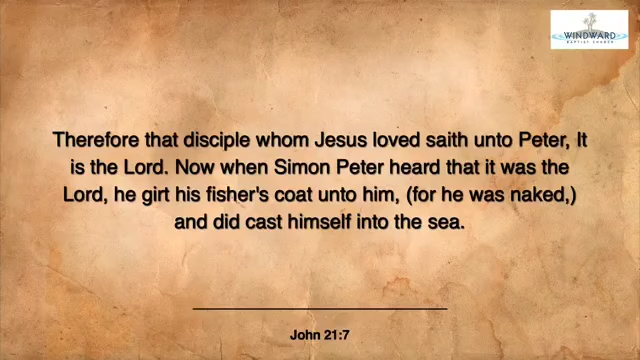 WINDWARD
BAPTIST CHURCH
Therefore that disciple whom Jesus loved saith unto Peter, It
is the Lord. Now when Simon Peter heard that it was the
Lord, he girt his fisher's coat unto him, (for he was naked,)
and did cast himself into the sea.
John 21:7